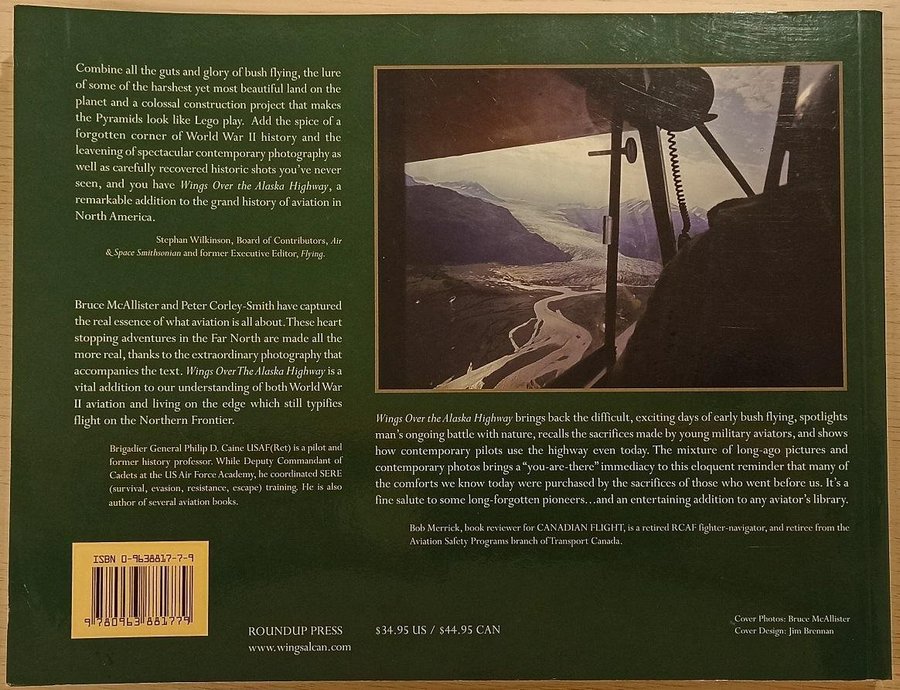 Combine all the guts and glory of bush flying, the lure
of some of the harshest yet most beautiful land on the
planet and a colossal construction project that makes
the Pyramids look like Lego play. Add the spice of a
forgotten corner of World War II history and the
leavening of spectacular contemporary photography as
well as carefully recovered historic shots you've never
seen, and you have Wings Over the Alaska Highway, a
remarkable addition to the grand history of aviation in
North America.
Stephan Wilkinson, Board of Contributors, Air
& Space Smithsonian and former Executive Editor, Flying.
Bruce McAllister and Peter Corley-Smith have captured
the real essence of what aviation is all about. These heart
stopping adventures in the Far North are made all the
more real, thanks to the extraordinary photography that
accompanies the text. Wings Over The Alaska Highway is a
vital addition to our understanding of both World War
II aviation and living on the edge which still typifies
flight on the Northern Frontier.
Brigadier General Philip D. Caine USAF(Ret) is a pilot and
former history professor. While Deputy Commandant of
Cadets at the US Air Force Academy, he coordinated SERE
(survival, evasion, resistance, escape) training. He is also
author of several aviation books.
Wings Over the Alaska Highway brings back the difficult, exciting days of early bush flying, spotlights
man's ongoing battle with nature, recalls the sacrifices made by young military aviators, and shows
how contemporary pilots use the highway even today. The mixture of long-ago pictures and
contemporary photos brings a "you-are-there" immediacy to this eloquent reminder that many of
the comforts we know today were purchased by the sacrifices of those who went before us. It's a
fine salute to some long-forgotten pioneers...and an entertaining addition to any aviator's library.
Bob Merrick, book reviewer for CANADIAN FLIGHT, is a retired RCAF fighter-navigator, and retiree from the
Aviation Safety Programs branch of Transport Canada.
ISBN 0-9638817-7-9
9 780963 881779
ROUNDUP PRESS
www.wingsalcan.com
$34.95 US / $44.95 CAN
Cover Photos: Bruce McAllister
Cover Design: Jim Brennan